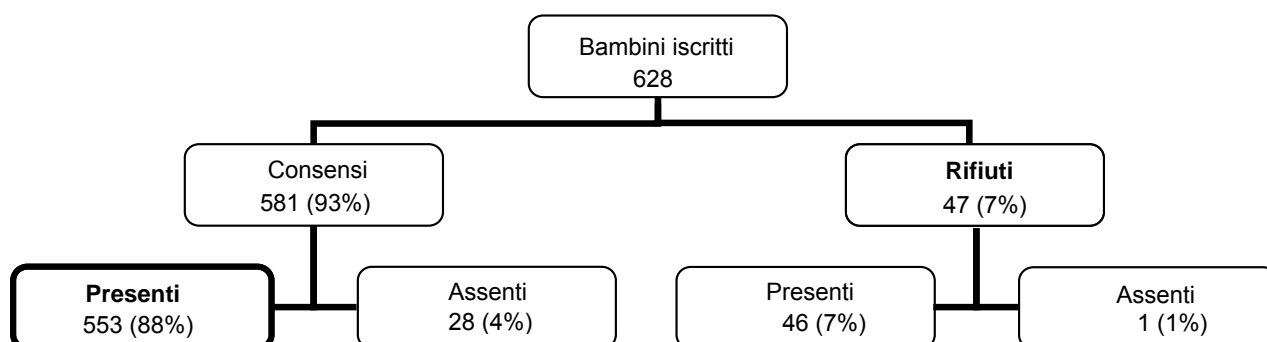 Bambini iscritti
628
Consensi
581 (93%)
Rifiuti
47 (7%)
Presenti
553 (88%)
Assenti
28 (4%)
Presenti
46 (7%)
Assenti
1 (1%)